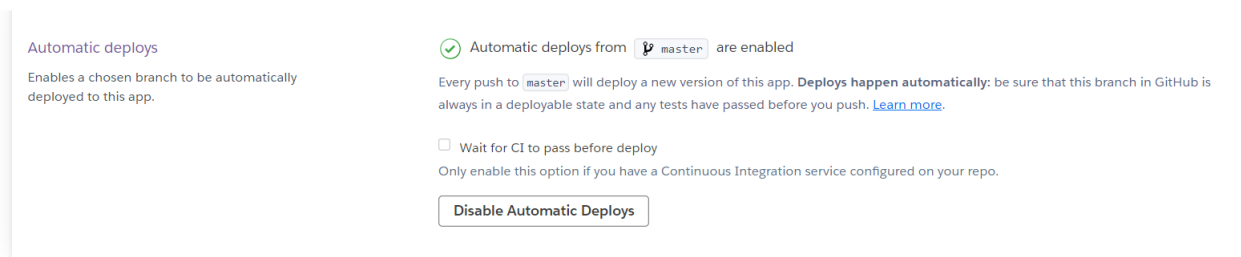 Automatic deploys
Enables a chosen branch to be automatically
deployed to this app.
Automatic deploys from master are enabled
Every push to master will deploy a new version of this app. Deploys happen automatically: be sure that this branch in GitHub is
always in a deployable state and any tests have passed before you push. Learn more.
Wait for CI to pass before deploy
Only enable this option if you have a Continuous Integration service configured on your repo.
Disable Automatic Deploys